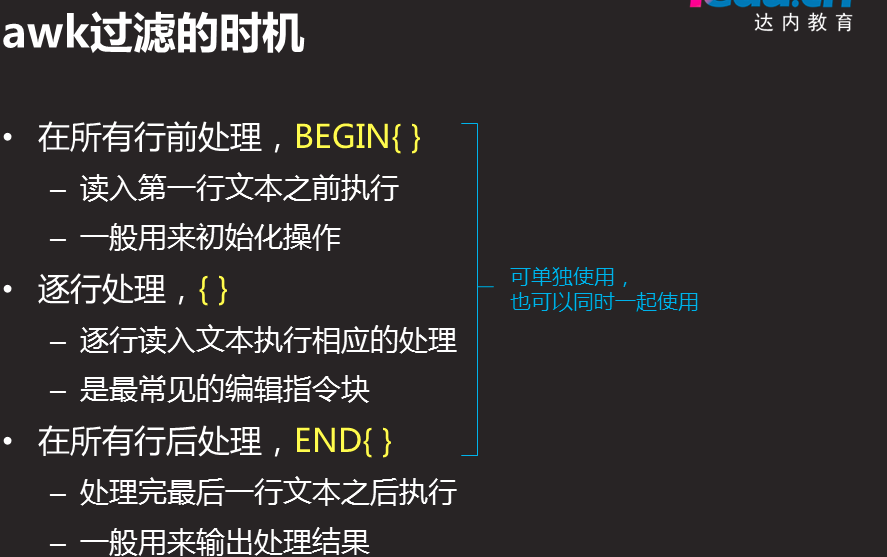 awk过滤的时机
达内教育
• 在所有行前处理，BEGIN{ }
– 读入第一行文本之前执行
– 一般用来初始化操作
• 逐行处理，{ }
– 逐行读入文本执行相应的处理
– 是最常见的编辑指令块
• 在所有行后处理，END{ }
– 处理完最后一行文本之后执行
– 一般用来输出处理结果
可单独使用，
也可以同时一起使用